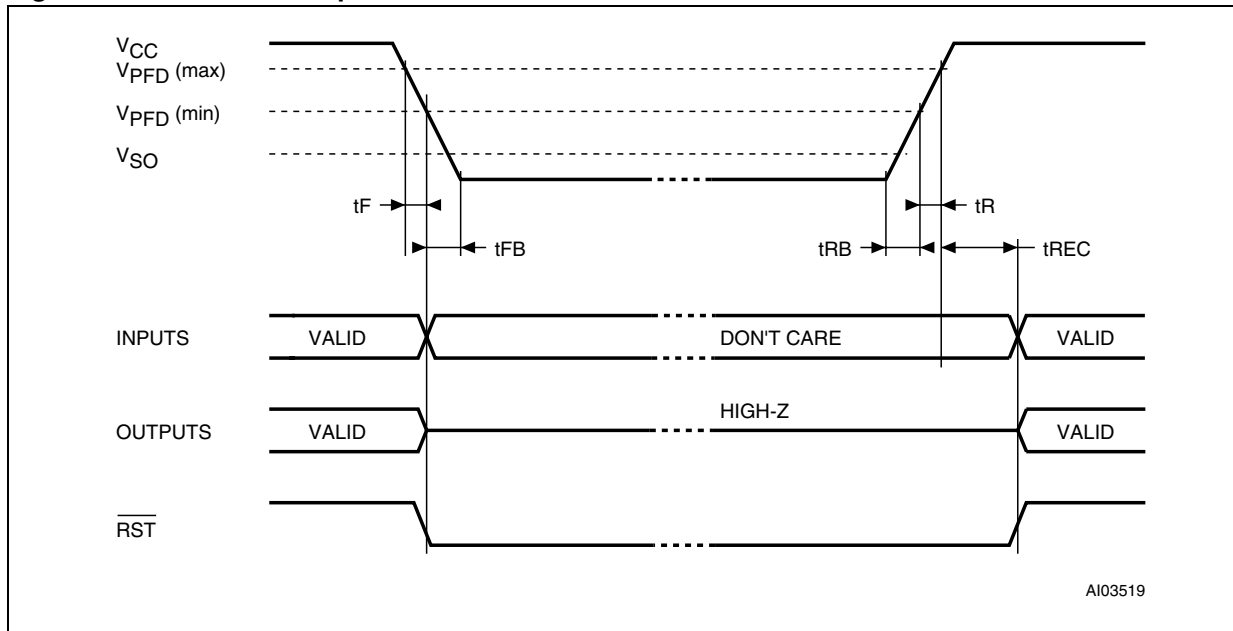 VCC
VPFD (max)
VPFD (min)
VSO
tF
tR
tFB
tRB
tREC
INPUTS
VALID
DON'T CARE
VALID
HIGH-Z
OUTPUTS
VALID
VALID
RST
AI03519